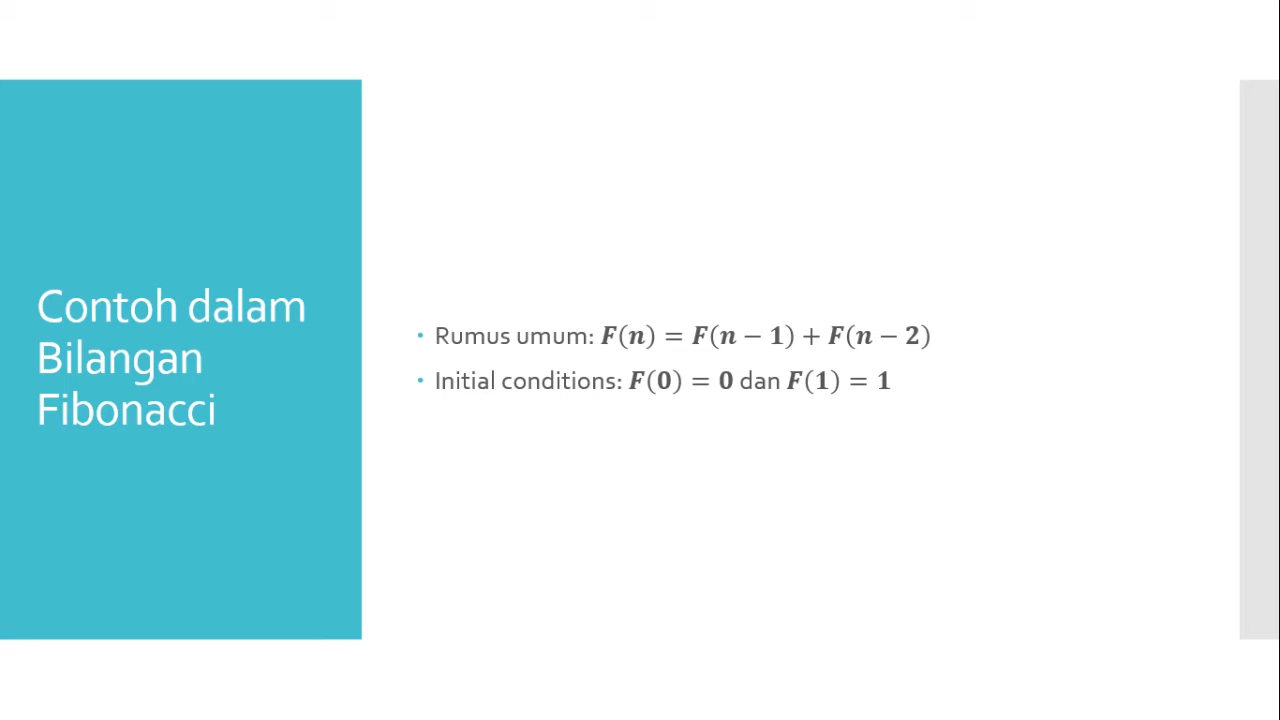 Contoh dalam
Bilangan
Fibonacci
• Rumus umum: F(n) = F(n − 1) + F(n − 2)
• Initial conditions: F(0) = 0 dan F(1) = 1